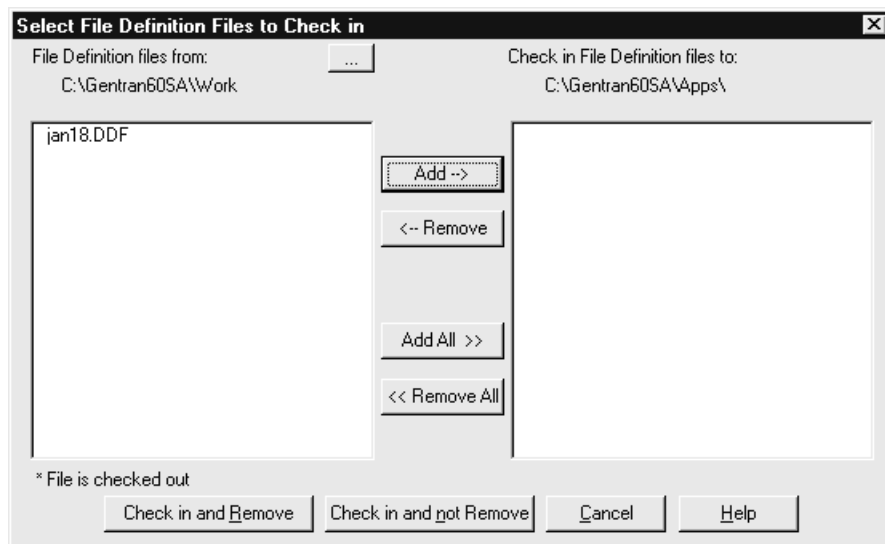 Select File Definition Files to Check in
File Definition files from:
...
Check in File Definition files to:
C:\Gentran60SA\Work
C:\Gentran60SA\Apps\
jan18.DDF
Add -->
<-- Remove
Add All >>
<< Remove All
* File is checked out
Check in and Remove
Check in and not Remove
Cancel
Help